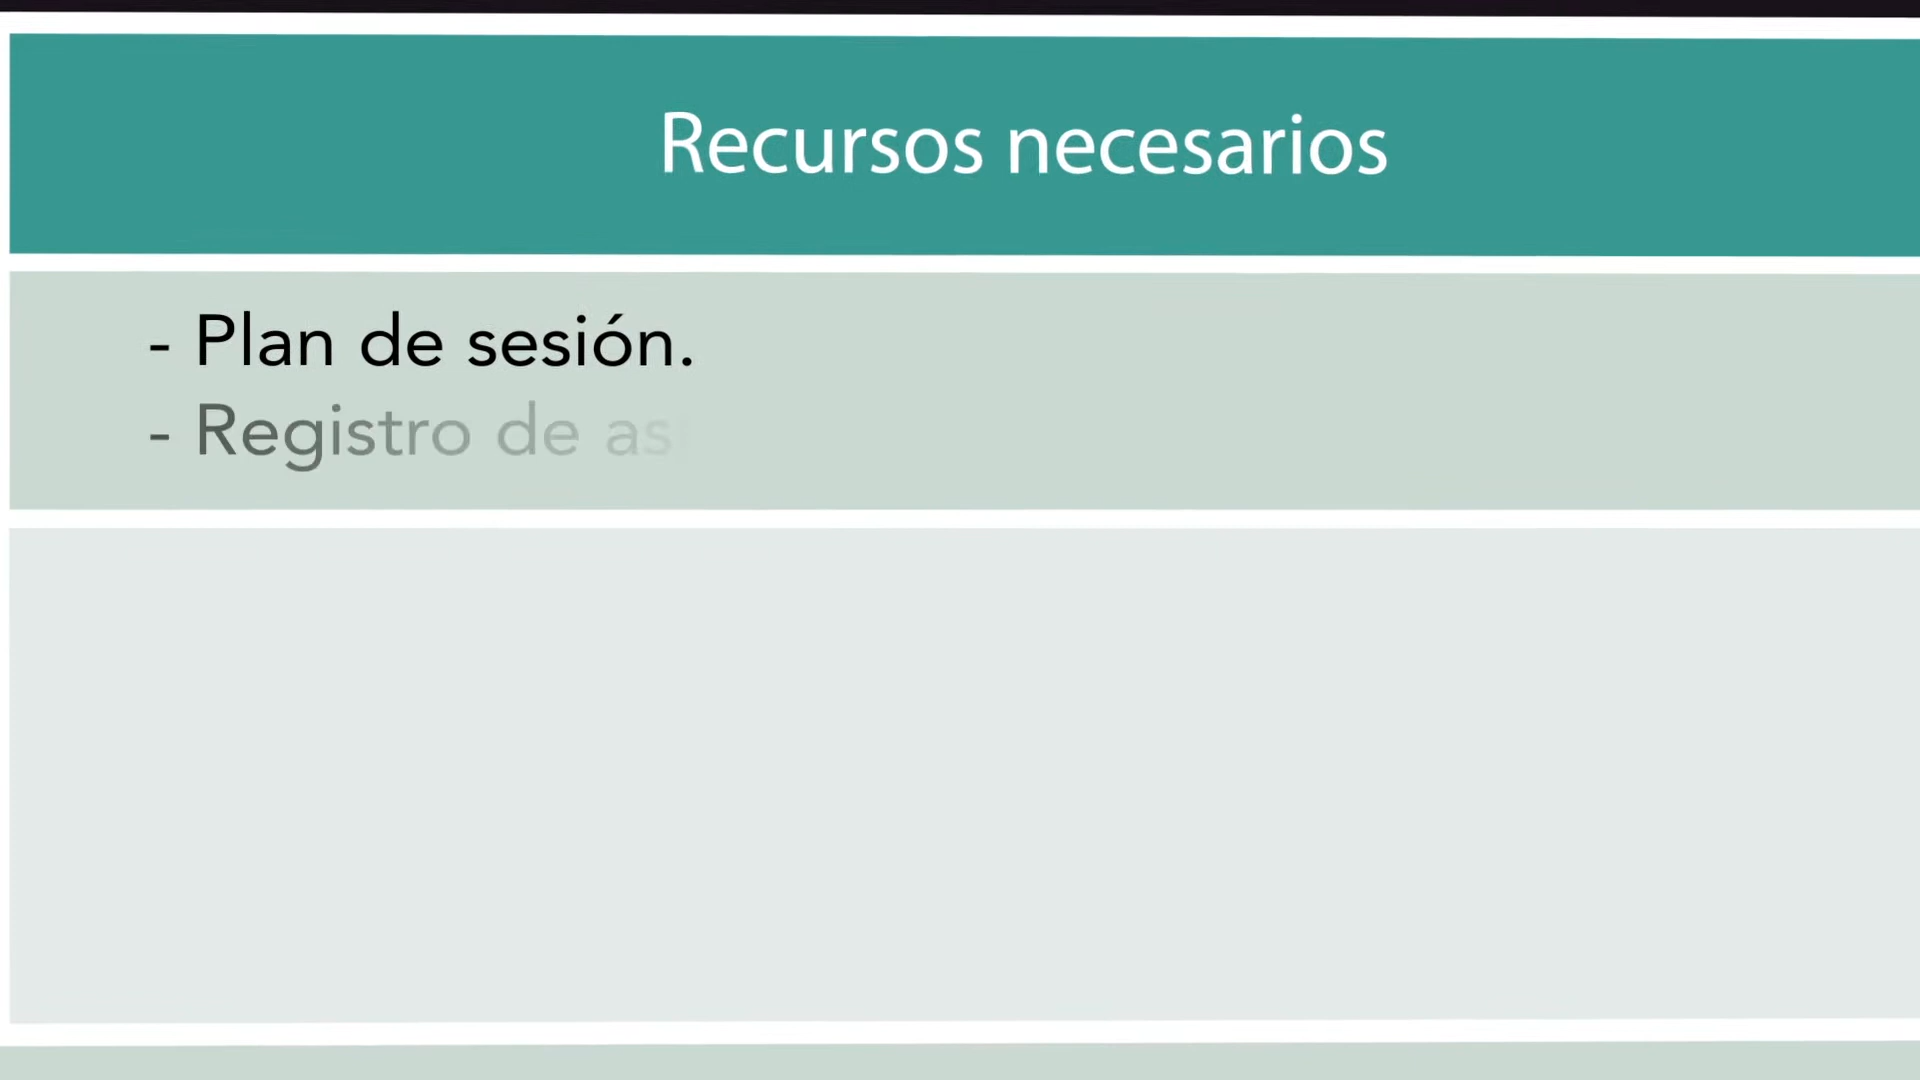 Recursos necesarios
- Plan de sesión.
- Registro de